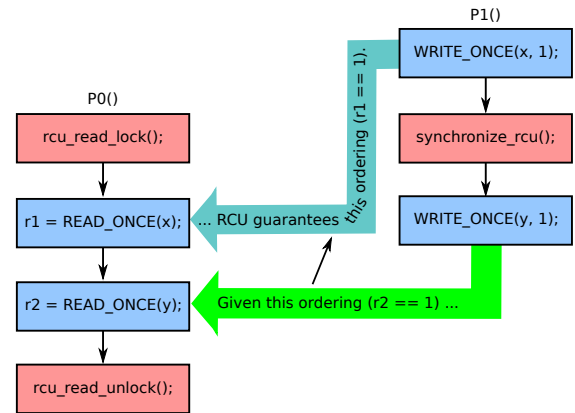 P1()
WRITE_ONCE(x, 1);
synchronize_rcu();
WRITE_ONCE(y, 1);
P0()
rcu_read_lock();
r1 = READ_ONCE(x);
r2 = READ_ONCE(y);
rcu_read_unlock();
Given this ordering (r2 == 1) ...
... RCU guarantees
this ordering (r1 == 1).